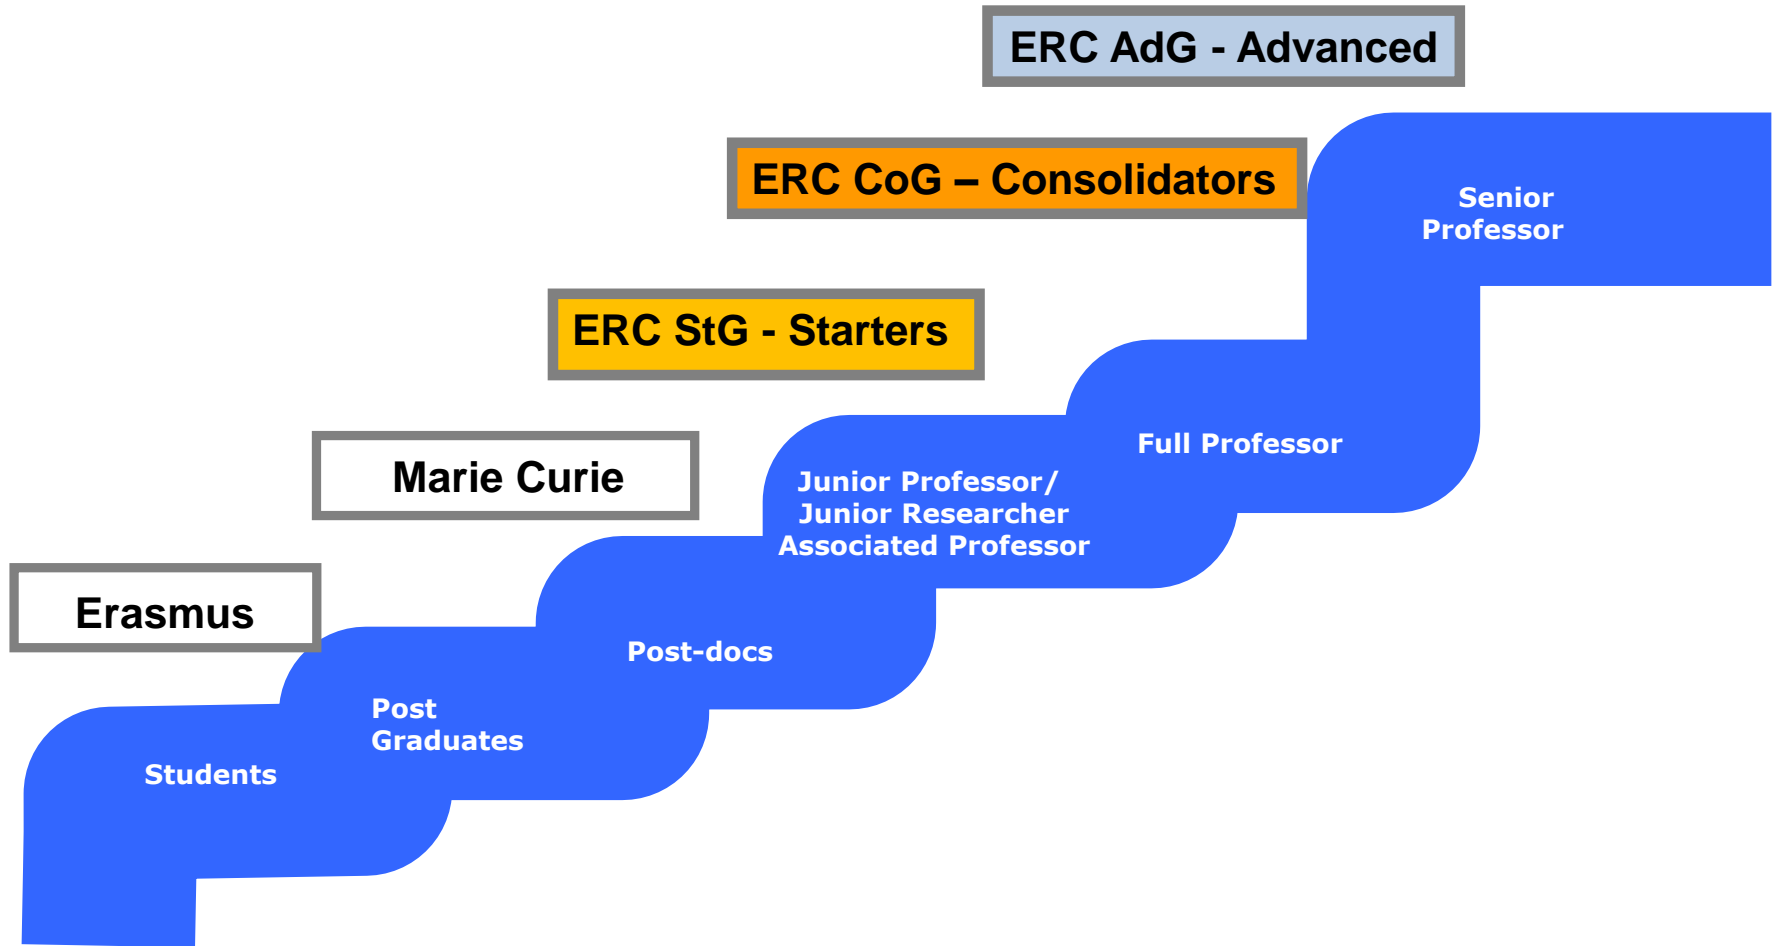 ERC AdG - Advanced
ERC CoG – Consolidators
Senior
Professor
ERC StG - Starters
Full Professor
Marie Curie
Junior Professor/
Junior Researcher
Associated Professor
Erasmus
Post-docs
Post
Graduates
Students